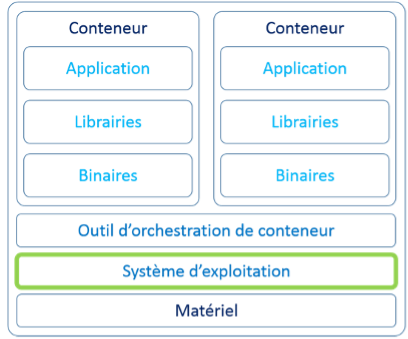 Conteneur
Application
Librairies
Binaires
Conteneur
Application
Librairies
Binaires
Outil d’orchestration de conteneur
Système d’exploitation
Matériel